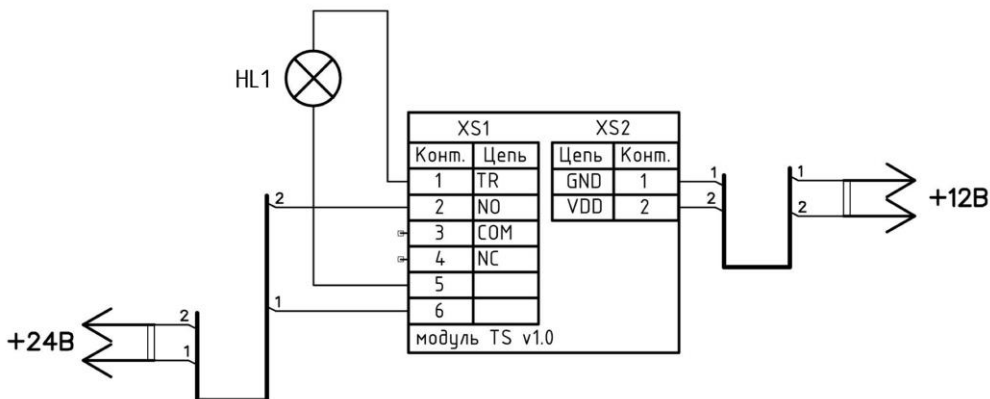 HL1
XS1 XS2
Конт. Цепь Цепь Конт.
1 TR GND 1 1 1
2 2 NO VDD 2 2 2
+12В
3 COM
4 NC
5
1 6
модуль TS v1.0
2
+24В
1